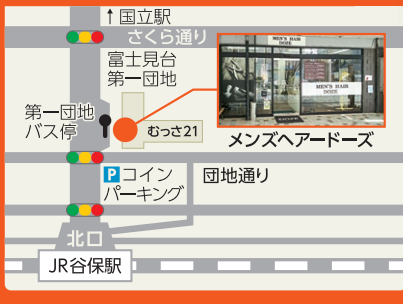 ↑国立駅
さくら通り
富士見台
第一団地
MEN'S HAIR
DOZE
MEN'S HAIR
DOZE
第一団地
バス停
むっさ21
メンズヘアードーズ
P コイン
パーキング
団地通り
北口
JR谷保駅